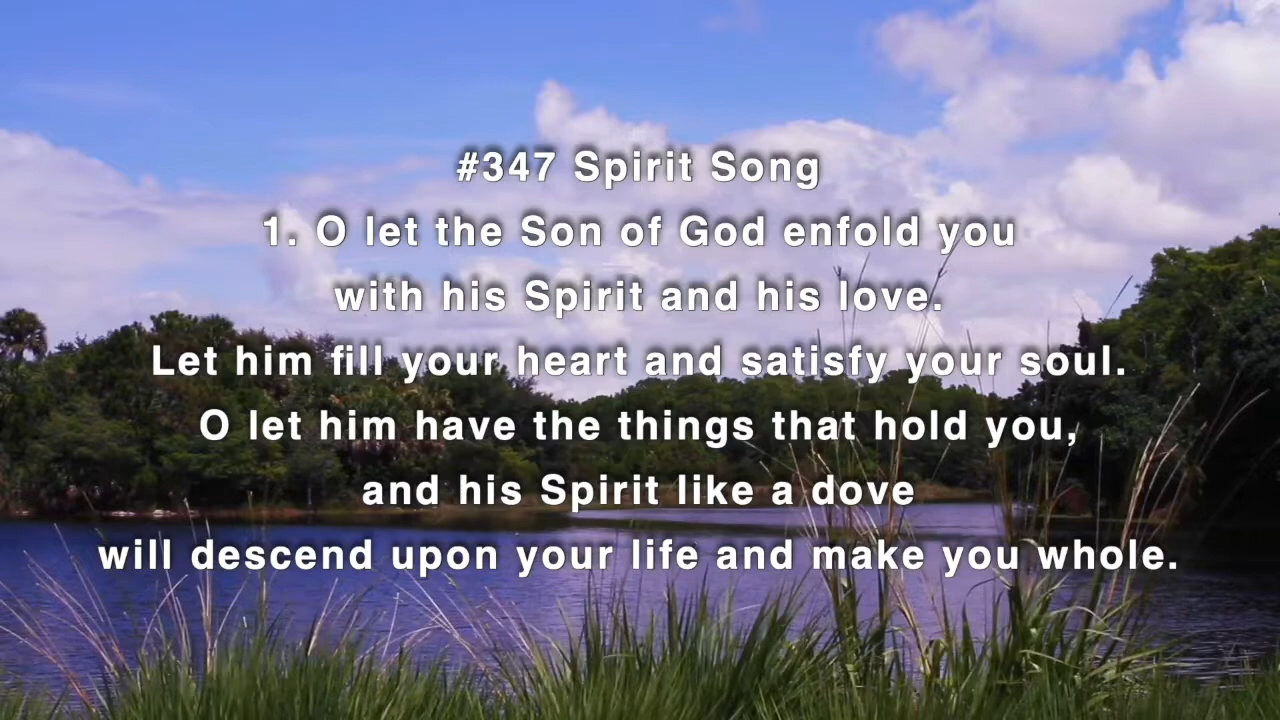 #347 Spirit Song
1. O let the Son of God enfold you
with his Spirit and his love.
Let him fill your heart and satisfy your soul.
O let him have the things that hold you,
and his Spirit like a dove
will descend upon your life and make you whole.